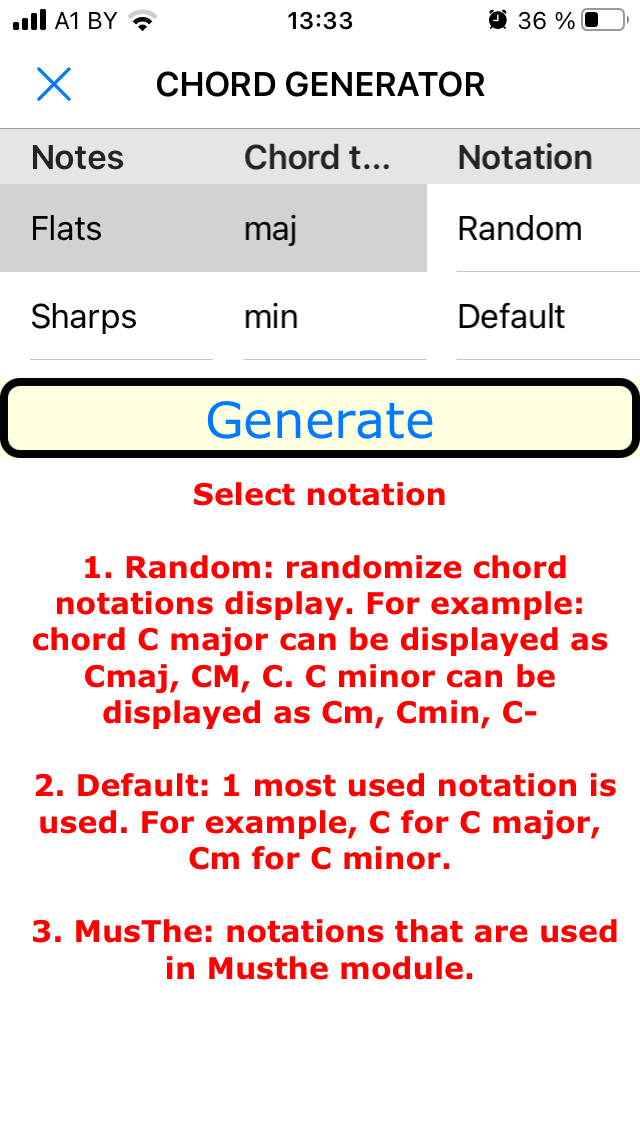 A1 BY 13:33 36 %
CHORD GENERATOR
Notes Chord t... Notation
Flats maj Random
Sharps min Default
Generate
Select notation
1. Random: randomize chord
notations display. For example:
chord C major can be displayed as
Cmaj, CM, C. C minor can be
displayed as Cm, Cmin, C-
2. Default: 1 most used notation is
used. For example, C for C major,
Cm for C minor.
3. MusThe: notations that are used
in Musthe module.